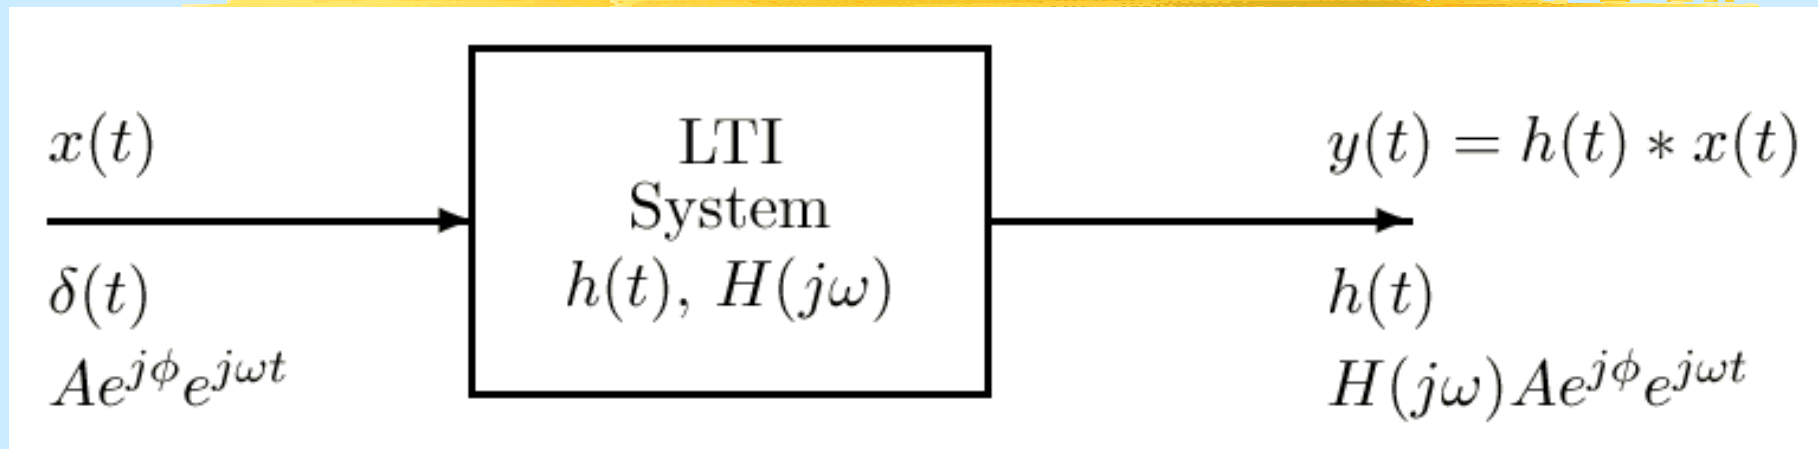 x(t)
δ(t)
Ae^{jϕ}e^{jωt}
LTI
System
h(t), H(jω)
y(t) = h(t) ∗ x(t)
h(t)
H(jω)Ae^{jϕ}e^{jωt}